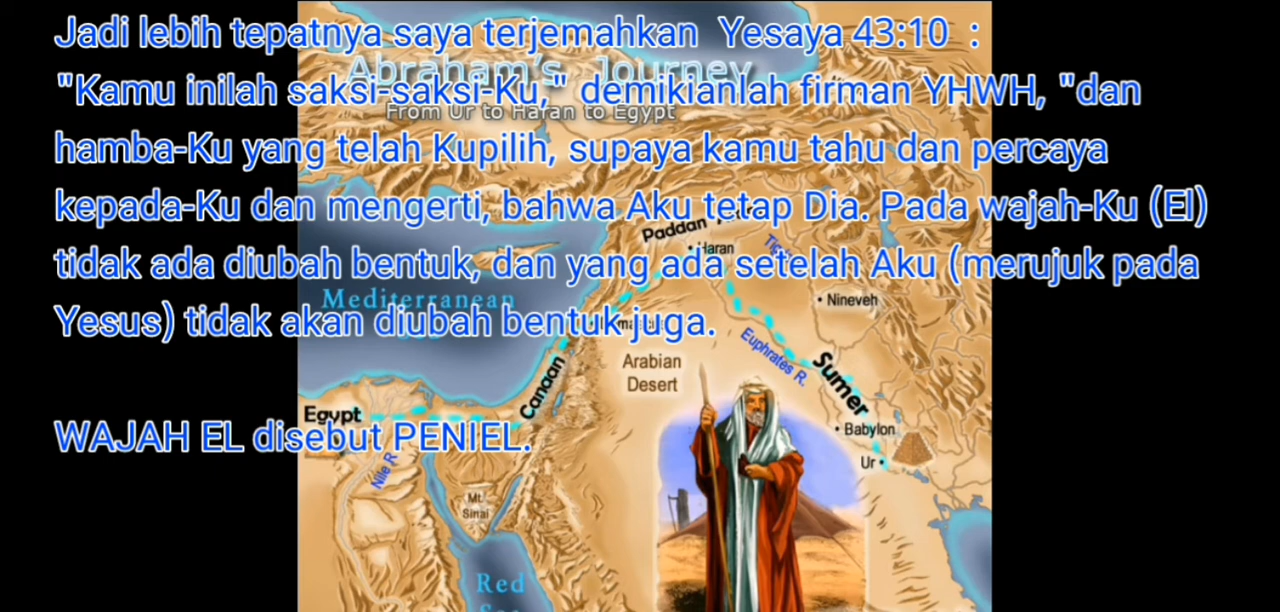 Jadi lebih tepatnya saya terjemahkan Yesaya 43:10 :
Abraham's Journey
"Kamu inilah saksi-saksi-Ku," demikianlah firman YHWH, "dan
From Ur to Haran to Egypt
hamba-Ku yang telah Kupilih, supaya kamu tahu dan percaya
kepada-Ku dan mengerti, bahwa Aku tetap Dia. Pada wajah-Ku (El)
Paddan
Haran
tidak ada diubah bentuk, dan yang ada setelah Aku (merujuk pada
Mediterranean
Nineveh
Yesus) tidak akan diubah bentuk juga.
Euphrates R.
Arabian
Desert
Sumer
Canaan
Egypt
Babylon
WAJAH EL disebut PENIEL.
Ur
Nile R
Mt.
Sinai
Red